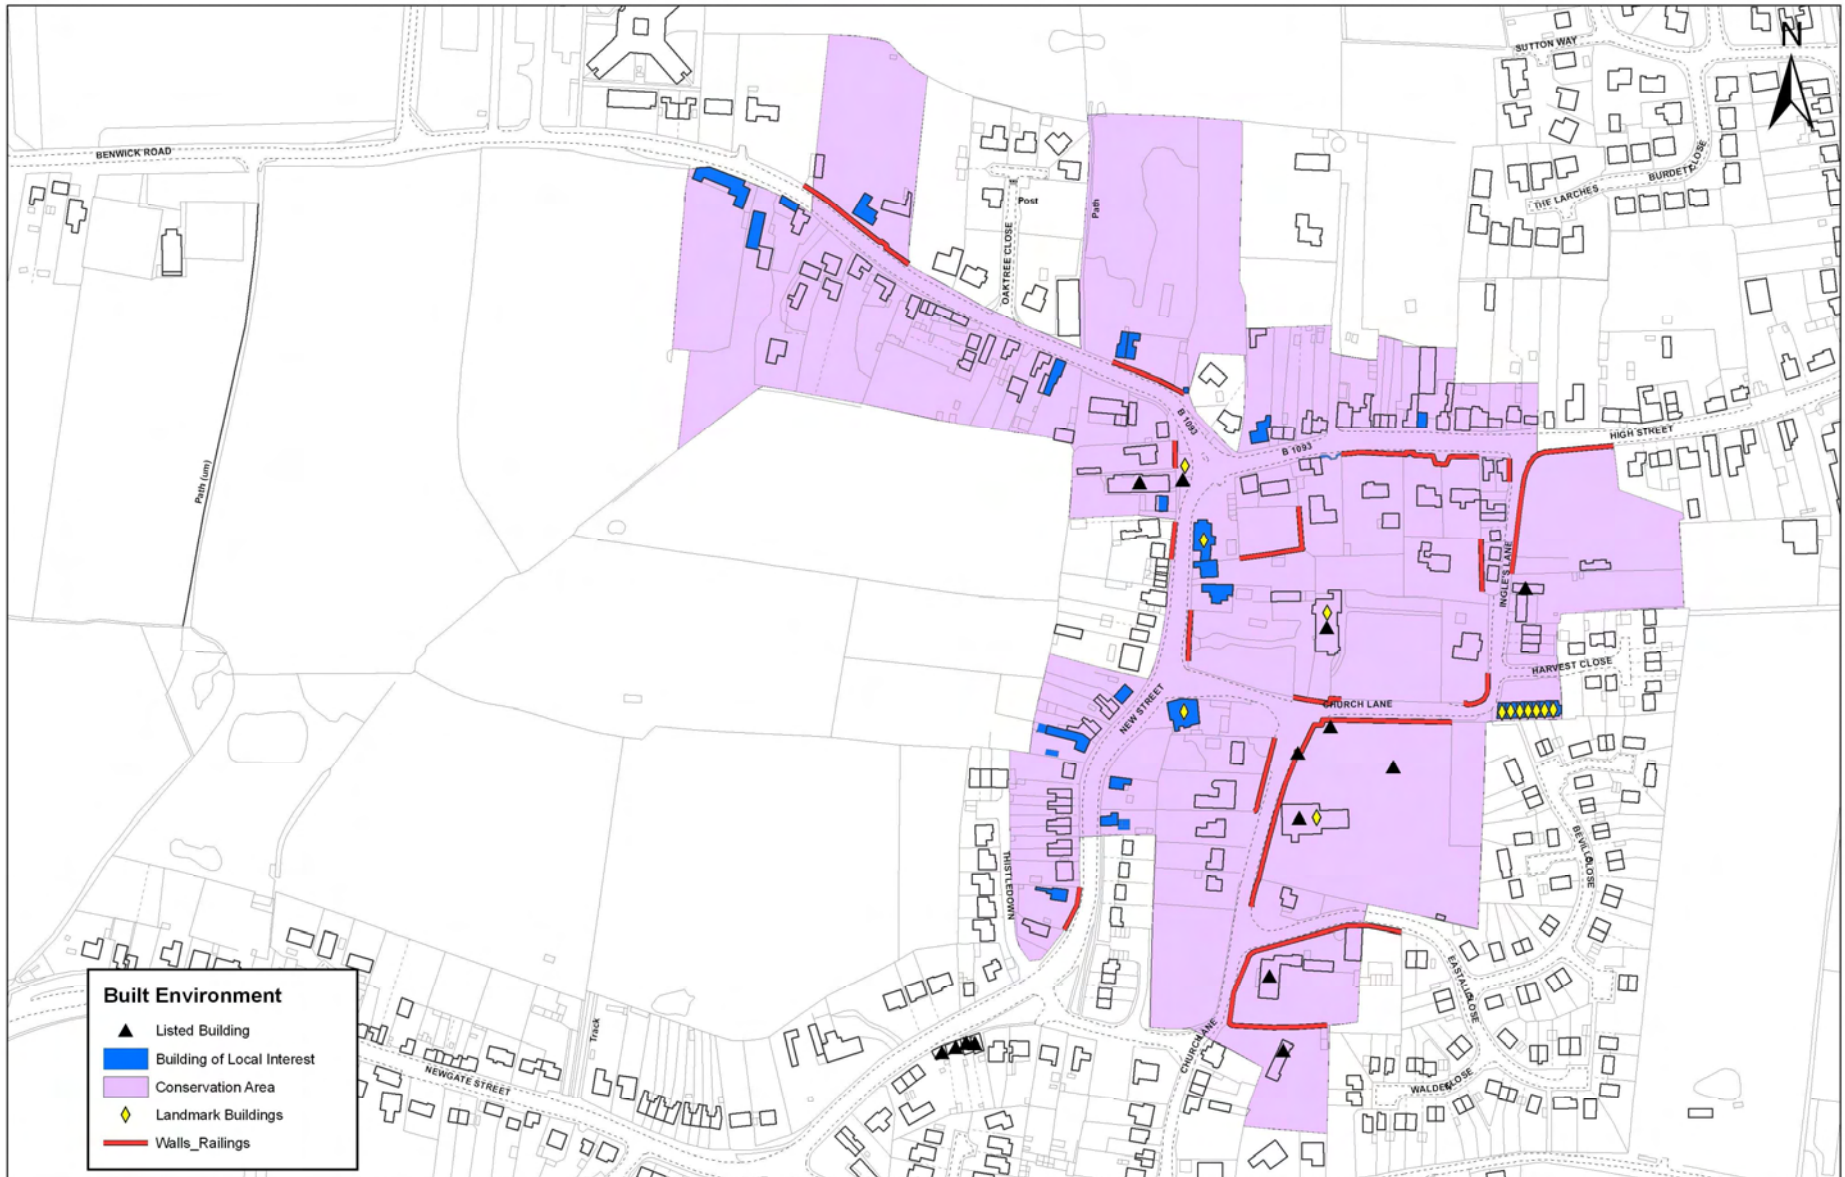 SUTTON WAY
N
BENWICK ROAD
BURDETT CLOSE
THE LARCHES
Post
Path
OAKTREE CLOSE
B 1093
HIGH STREET
B 1093
Path (um)
INGLE'S LANE
HARVEST CLOSE
NEW STREET
CHURCH LANE
BEVILL CLOSE
THISTLEDOWN
EASTALL CLOSE
Built Environment
Listed Building
Building of Local Interest
Conservation Area
Landmark Buildings
Walls_Railings
Track
CHURCH LANE
NEWGATE STREET